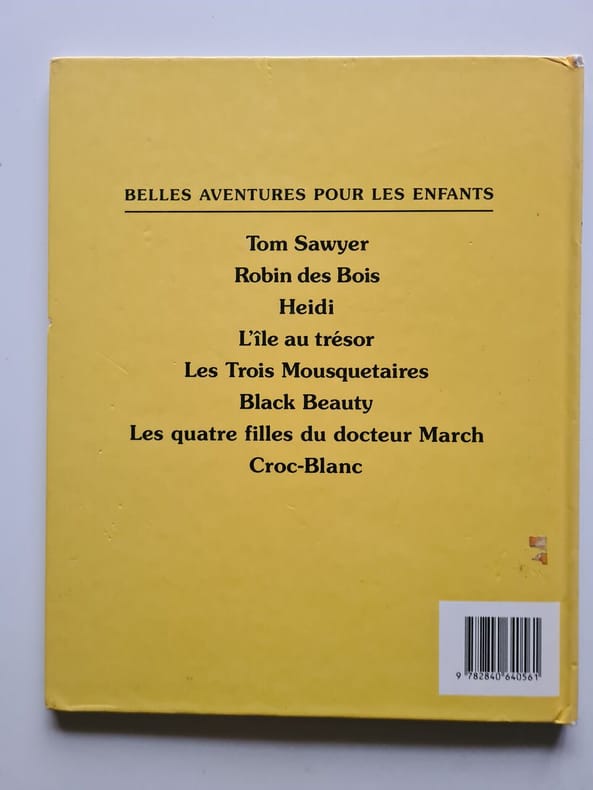 BELLES AVENTURES POUR LES ENFANTS
Tom Sawyer
Robin des Bois
Heidi
L'île au trésor
Les Trois Mousquetaires
Black Beauty
Les quatre filles du docteur March
Croc-Blanc
9 782840 640561